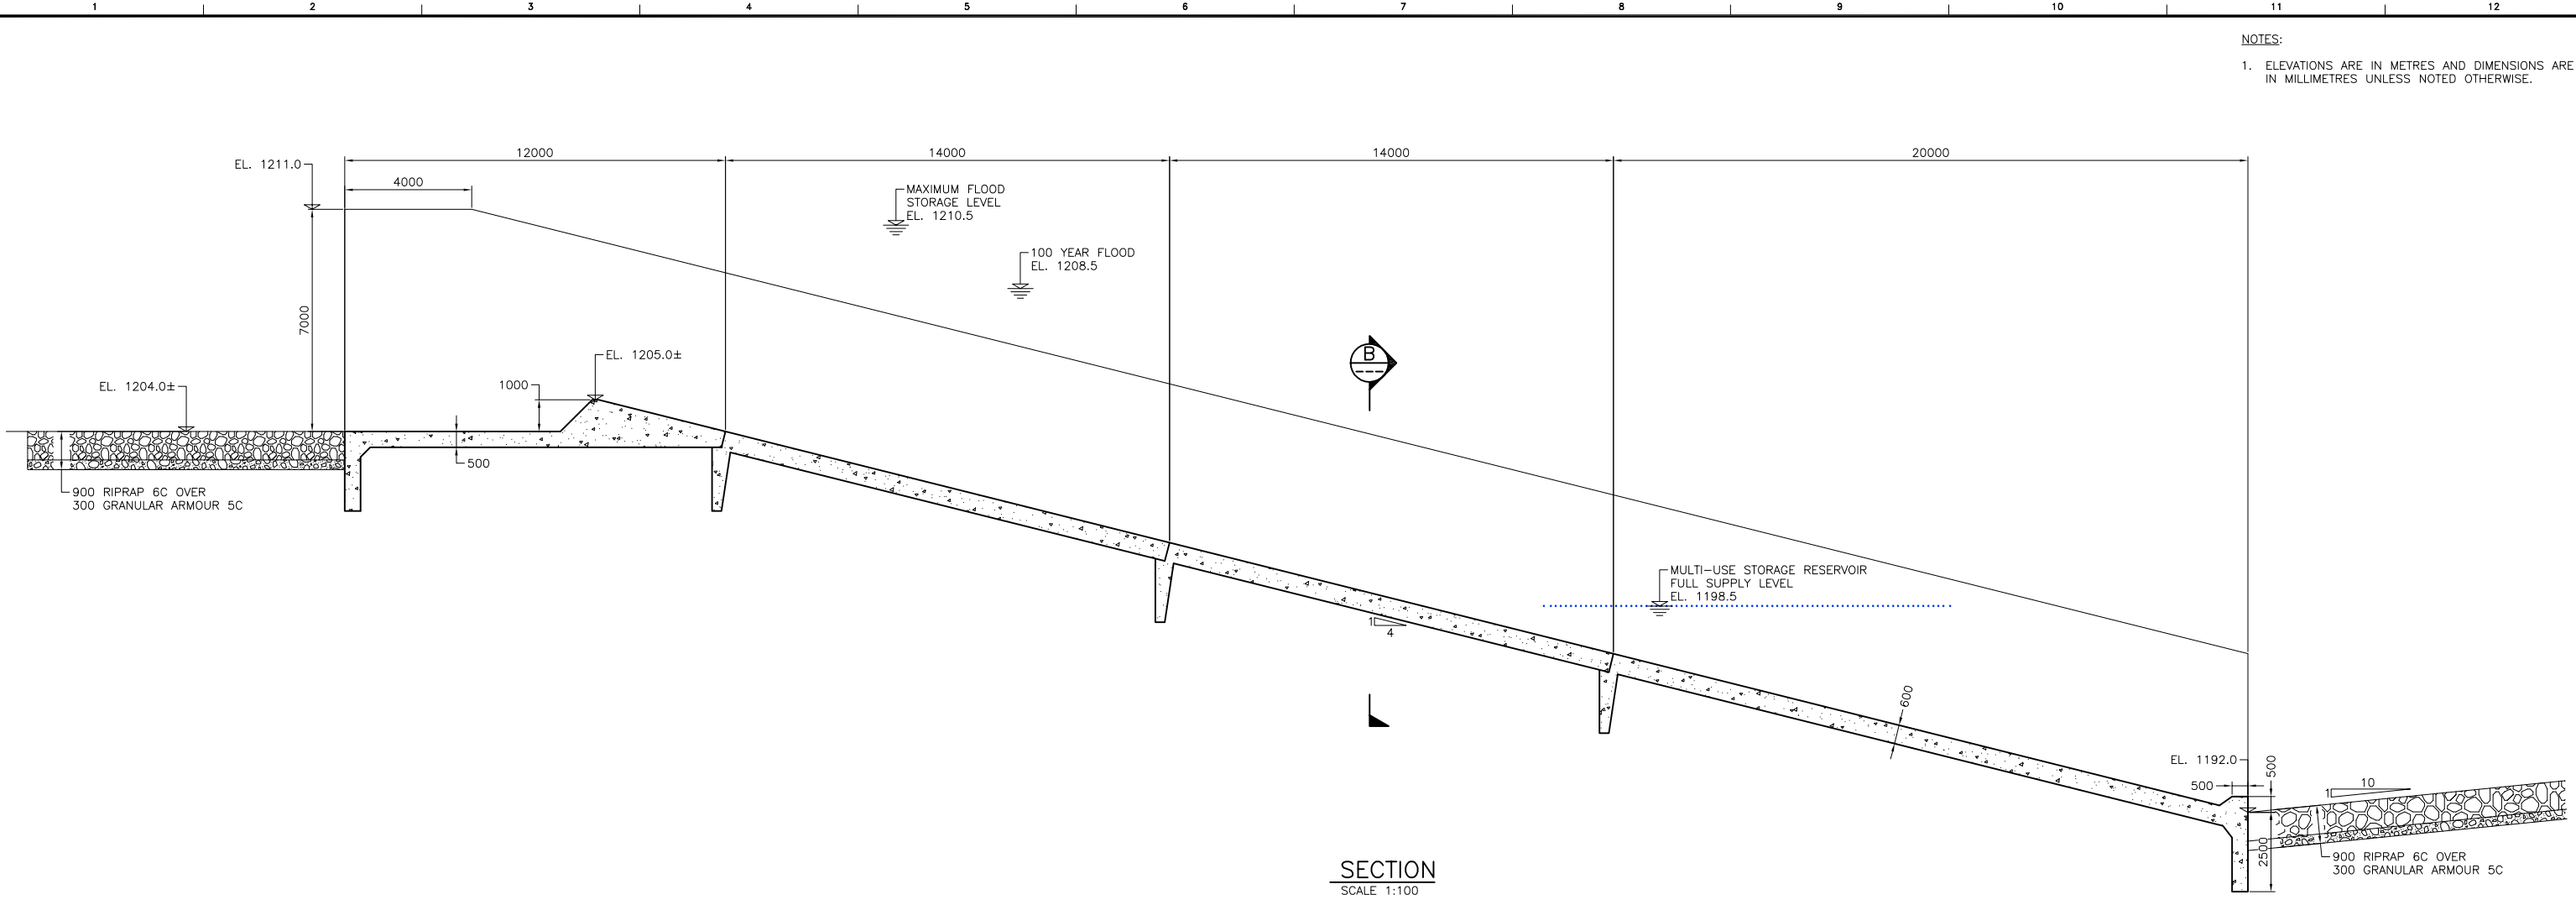 1 2 3 4 5 6 7 8 9 10 11 12
NOTES:
1. ELEVATIONS ARE IN METRES AND DIMENSIONS ARE
IN MILLIMETRES UNLESS NOTED OTHERWISE.
12000
14000
14000
20000
EL. 1211.0
4000
MAXIMUM FLOOD
STORAGE LEVEL
EL. 1210.5
100 YEAR FLOOD
EL. 1208.5
7000
B
EL. 1205.0±
1000
EL. 1204.0±
500
900 RIPRAP 6C OVER
300 GRANULAR ARMOUR 5C
MULTI-USE STORAGE RESERVOIR
FULL SUPPLY LEVEL
EL. 1198.5
1
4
600
EL. 1192.0
500
500
10
1
2500
900 RIPRAP 6C OVER
300 GRANULAR ARMOUR 5C
SECTION
SCALE 1:100